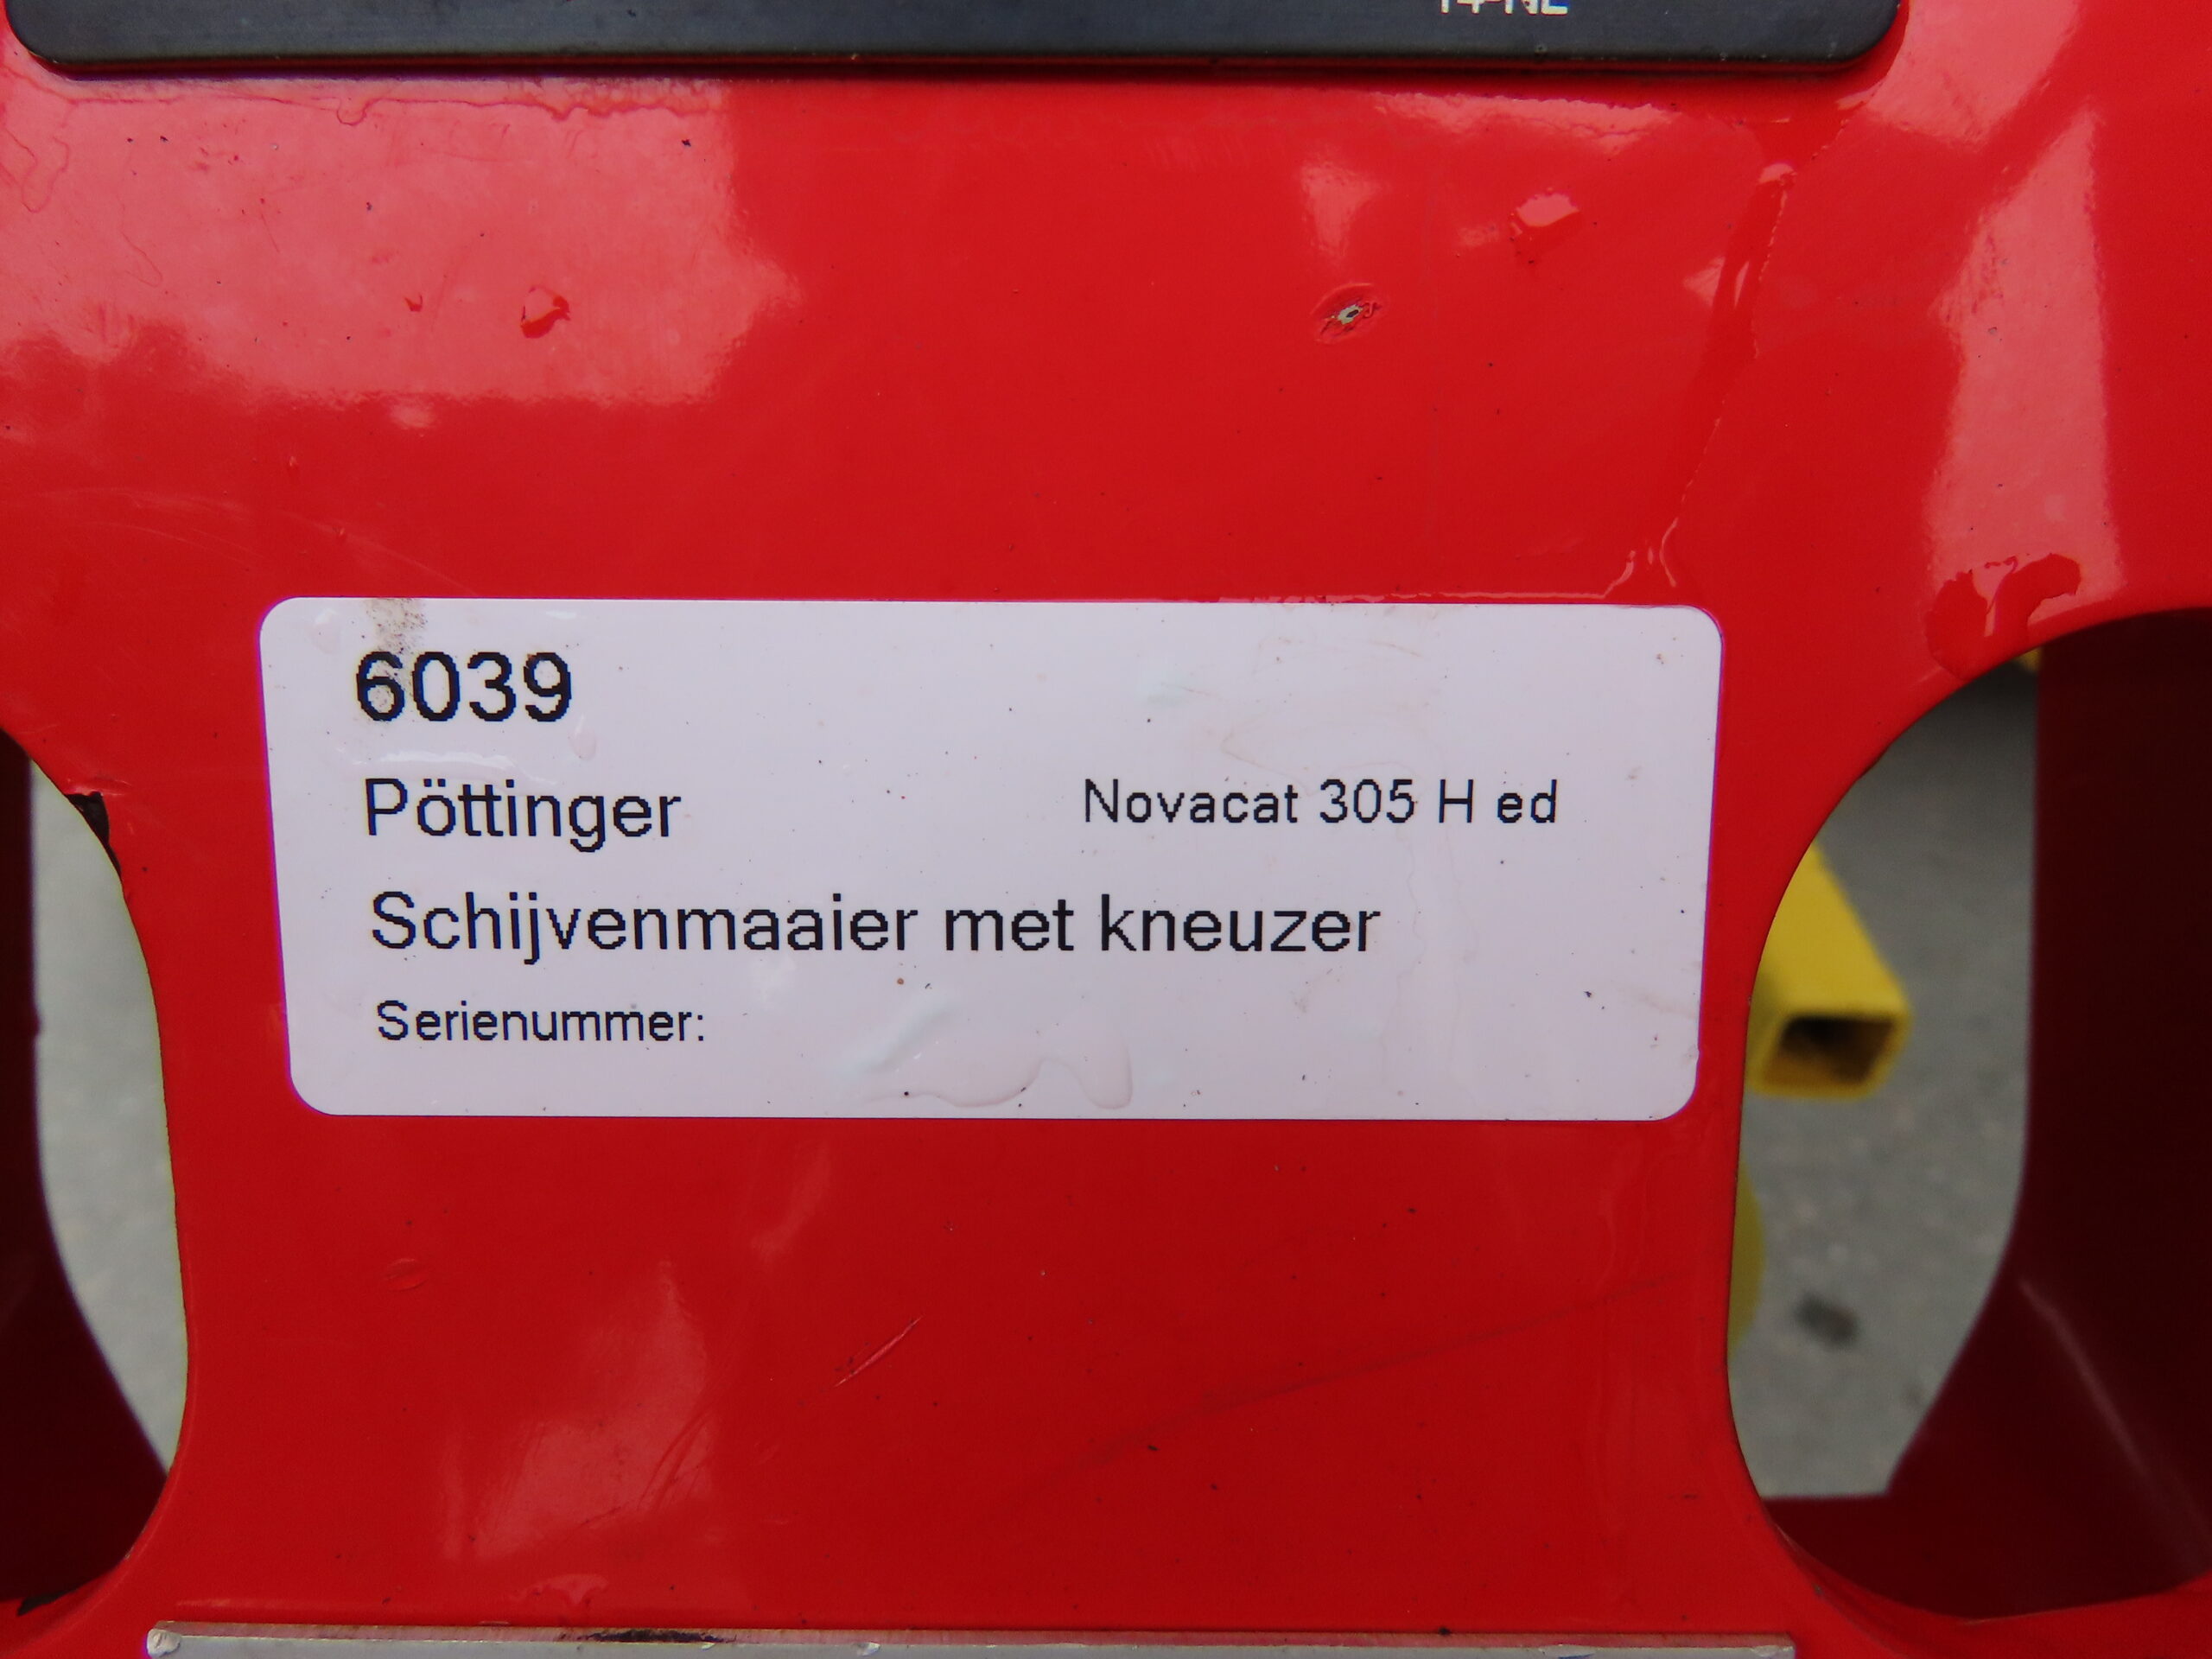 6039
Pöttinger Novacat 305 H ed
Schijvenmaaier met kneuzer
Serienummer: